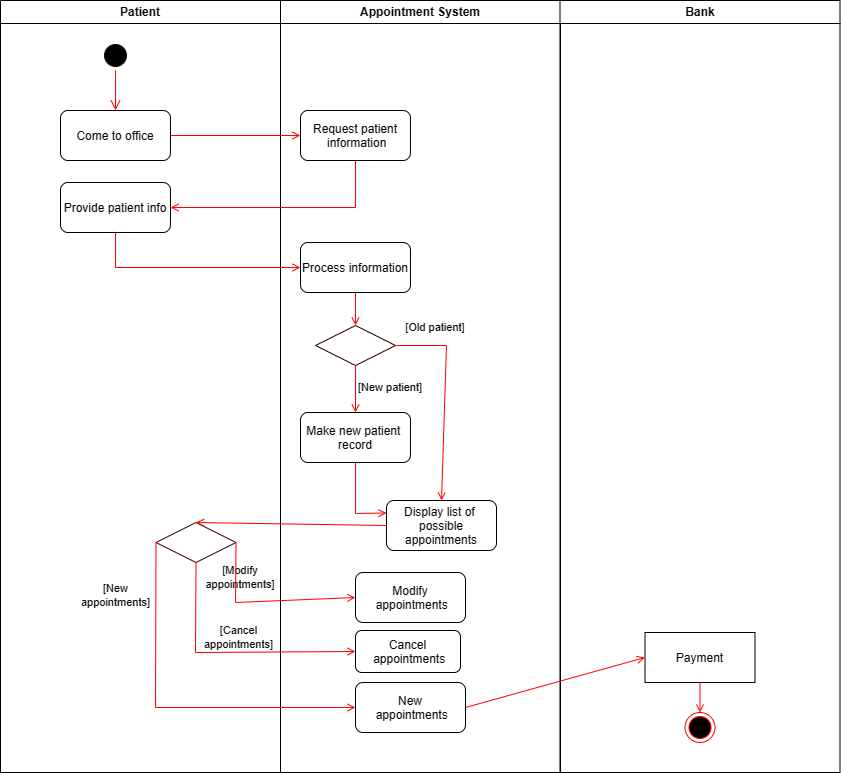 Patient
Appointment System
Bank
Come to office
Request patient
information
Provide patient info
Process information
[Old patient]
[New patient]
Make new patient
record
Display list of
possible
appointments
[Modify
appointments]
[New
appointments]
Modify
appointments
[Cancel
appointments]
Cancel
appointments
Payment
New
appointments